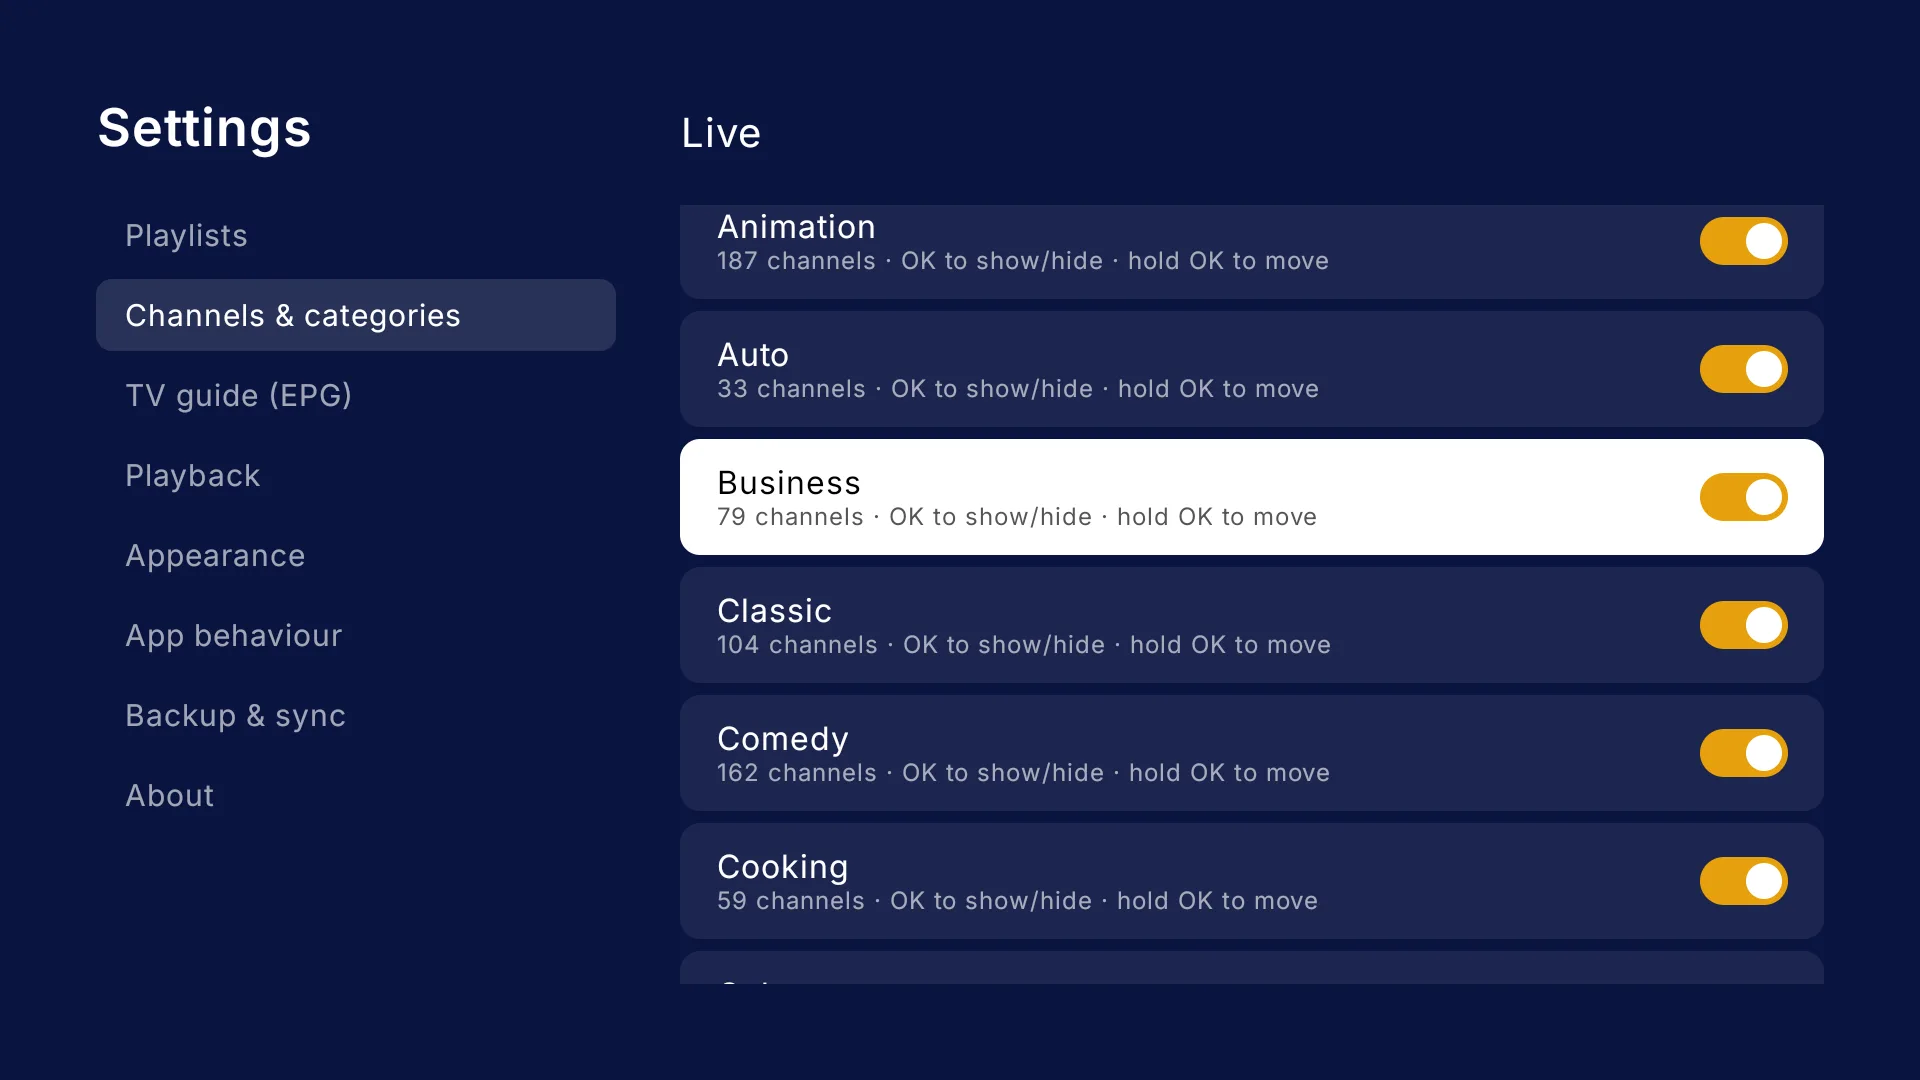 Settings
Playlists
Channels & categories
TV guide (EPG)
Playback
Appearance
App behaviour
Backup & sync
About
Live
Animation
187 channels · OK to show/hide · hold OK to move
Auto
33 channels · OK to show/hide · hold OK to move
Business
79 channels · OK to show/hide · hold OK to move
Classic
104 channels · OK to show/hide · hold OK to move
Comedy
162 channels · OK to show/hide · hold OK to move
Cooking
59 channels · OK to show/hide · hold OK to move